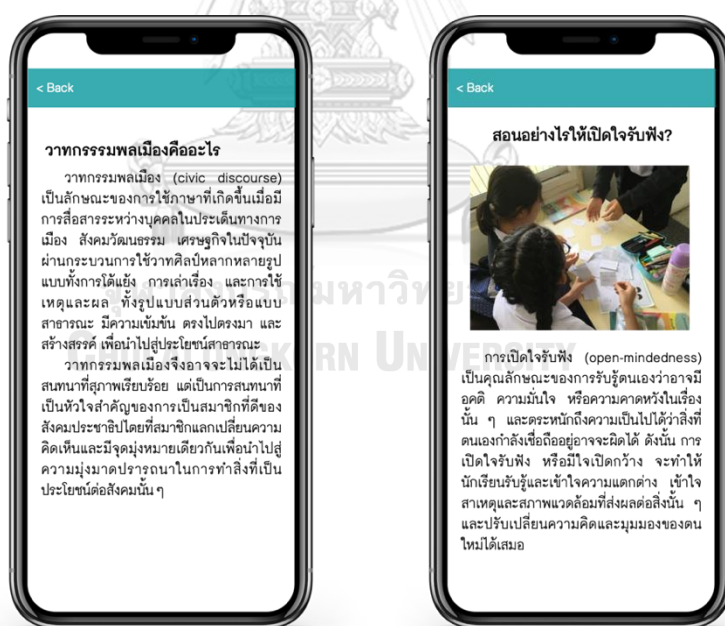 < Back
วาทกรรรมพลเมืองคืออะไร
วาทกรรมพลเมือง (civic discourse)
เป็นลักษณะของการใช้ภาษาที่เกิดขึ้นเมื่อมี
การสื่อสารระหว่างบุคคลในประเด็นทางการ
เมือง สังคมวัฒนธรรม เศรษฐกิจในปัจจุบัน
ผ่านกระบวนการใช้วาทศิลป์หลากหลายรูป
แบบทั้งการโต้แย้ง การเล่าเรื่อง และการใช้
เหตุและผล ทั้งรูปแบบส่วนตัวหรือแบบ
สาธารณะ มีความเข้มข้น ตรงไปตรงมา และ
สร้างสรรค์ เพื่อนำไปสู่ประโยชน์สาธารณะ
วาทกรรมพลเมืองจึงอาจจะไม่ได้เป็น
สนทนาที่สุภาพเรียบร้อย แต่เป็นการสนทนาที่
เป็นหัวใจสำคัญของการเป็นสมาชิกที่ดีของ
สังคมประชาธิปไตยที่สมาชิกแลกเปลี่ยนความ
คิดเห็นและมีจุดมุ่งหมายเดียวกันเพื่อนำไปสู่
ความมุ่งมาดปรารถนาในการทำสิ่งที่เป็น
ประโยชน์ต่อสังคมนั้น ๆ
< Back
สอนอย่างไรให้เปิดใจรับฟัง?
การเปิดใจรับฟัง (open-mindedness)
เป็นคุณลักษณะของการรับรู้ตนเองว่าอาจมี
อคติ ความมั่นใจ หรือความคาดหวังในเรื่อง
นั้น ๆ และตระหนักถึงความเป็นไปได้ว่าสิ่งที่
ตนเองกำลังเชื่อถืออยู่อาจจะผิดได้ ดังนั้น การ
เปิดใจรับฟัง หรือมีใจเปิดกว้าง จะทำให้
นักเรียนรับรู้และเข้าใจความแตกต่าง เข้าใจ
สาเหตุและสภาพแวดล้อมที่ส่งผลต่อสิ่งนั้น ๆ
และปรับเปลี่ยนความคิดและมุมมองของตน
ใหม่ได้เสมอ